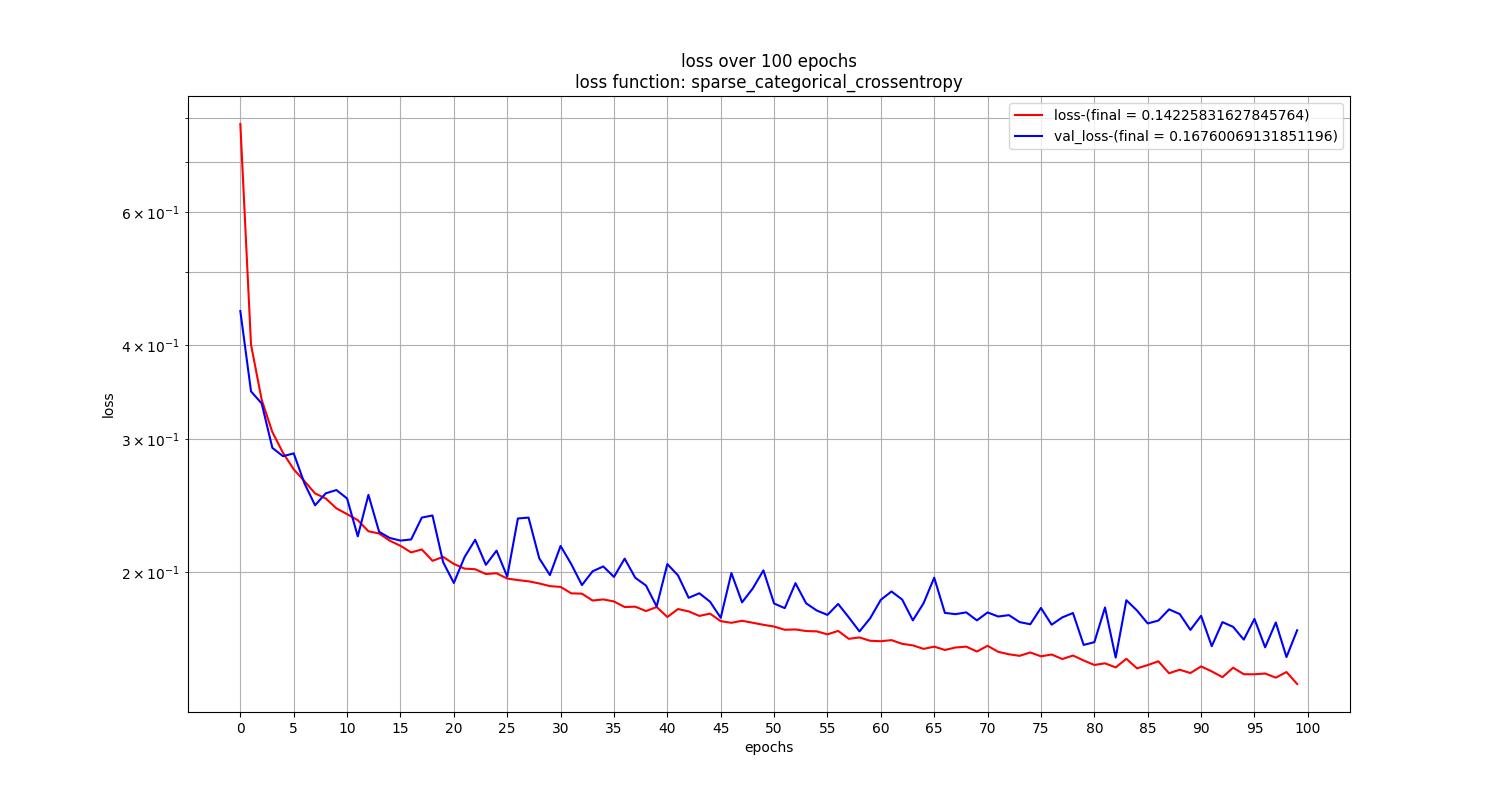 loss over 100 epochs
loss function: sparse_categorical_crossentropy
loss-(final = 0.14225831627845764)
val_loss-(final = 0.16760069131851196)
6 × 10⁻¹
4 × 10⁻¹
3 × 10⁻¹
2 × 10⁻¹
loss
0 5 10 15 20 25 30 35 40 45 50 55 60 65 70 75 80 85 90 95 100
epochs